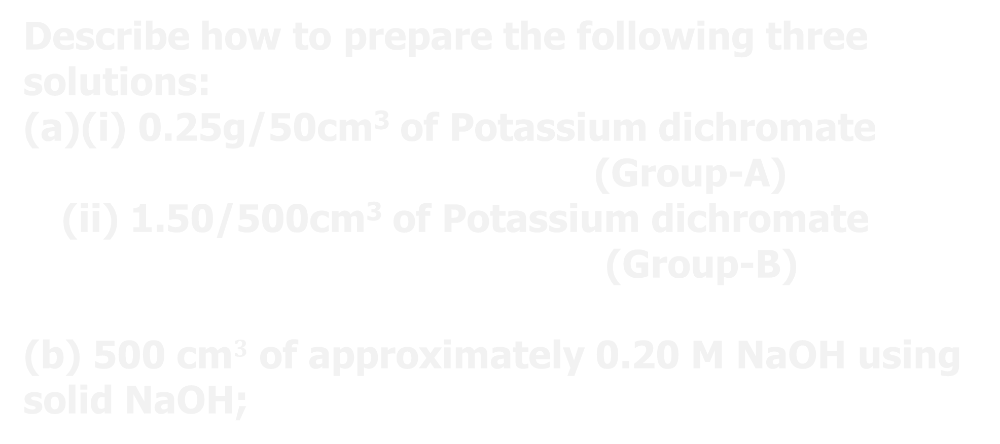 Describe how to prepare the following three
solutions:
(a)(i) 0.25g/50cm³ of Potassium dichromate
(Group-A)
(ii) 1.50/500cm³ of Potassium dichromate
(Group-B)
(b) 500 cm³ of approximately 0.20 M NaOH using
solid NaOH;